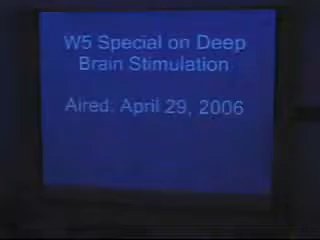 W5 Special on Deep
Brain Stimulation
Aired: April 29, 2006